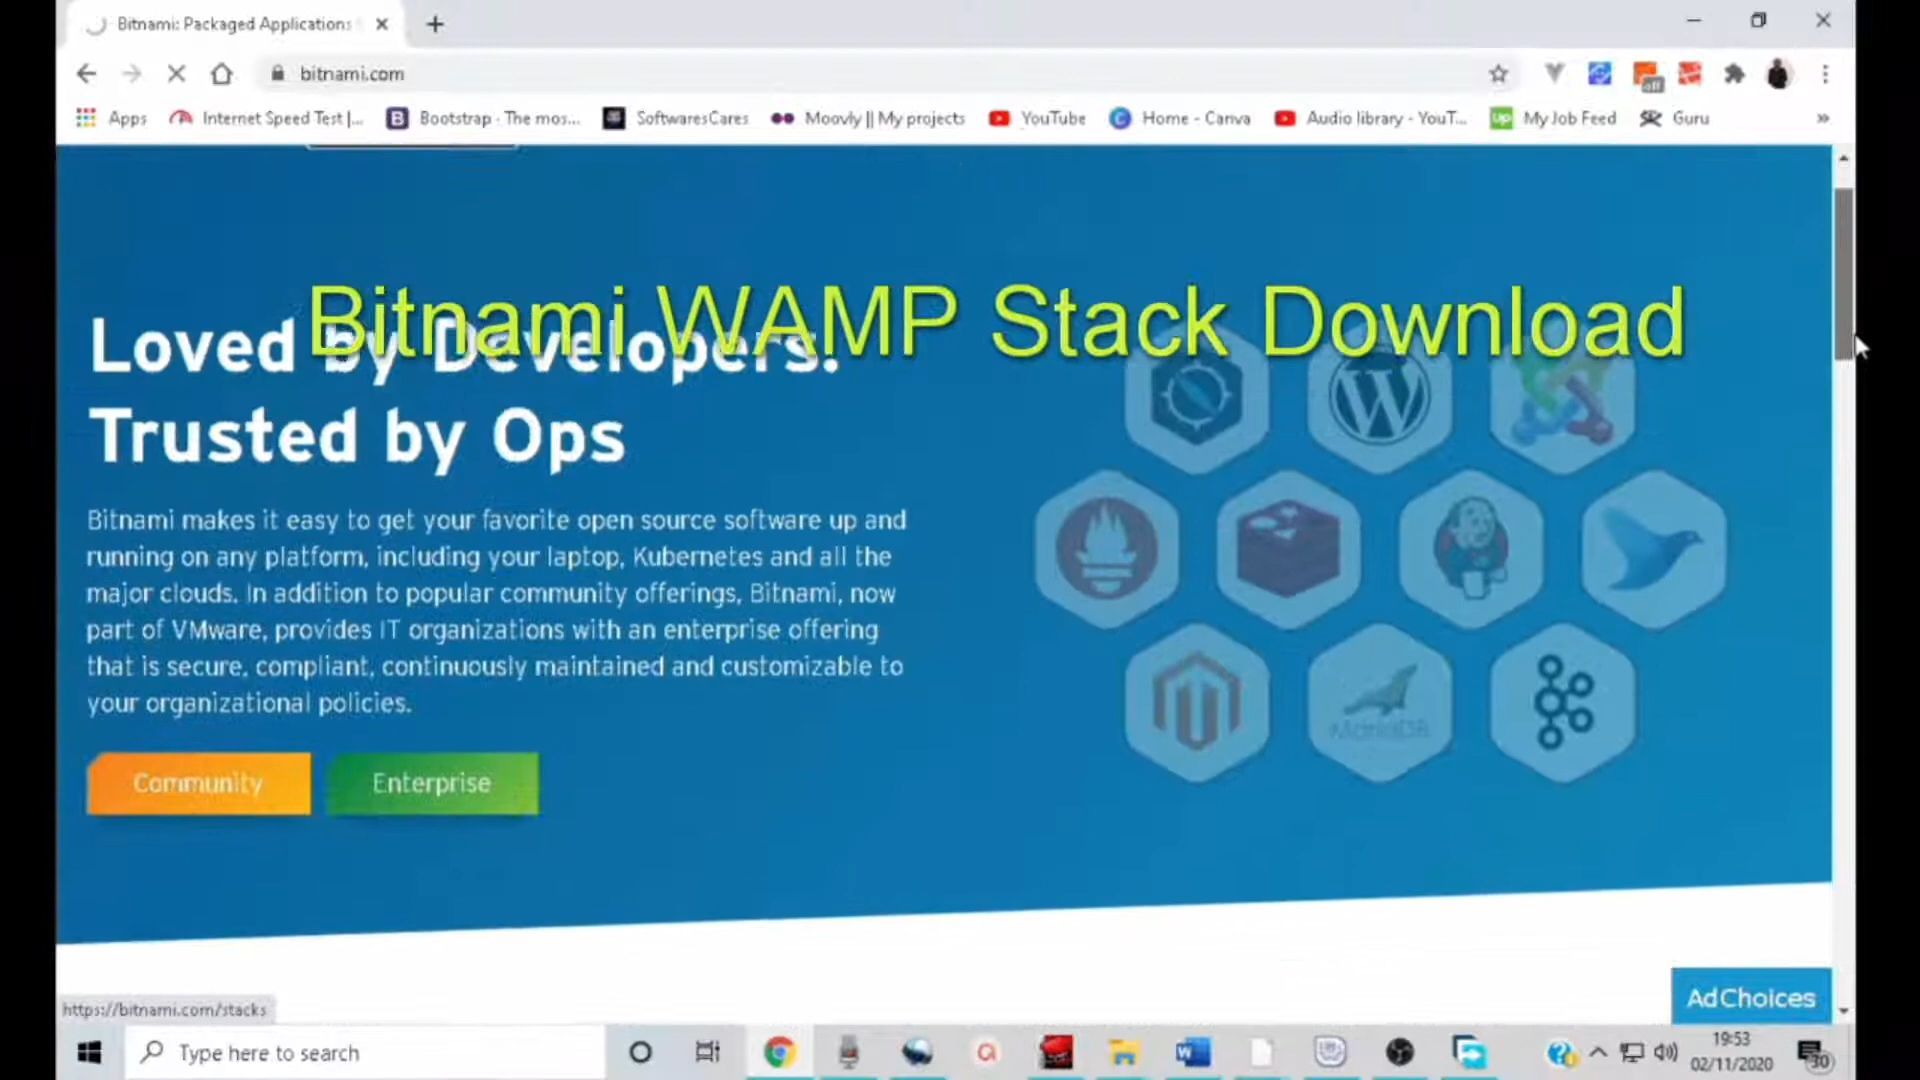 Bitnami: Packaged Applications
bitnami.com
off
Apps
Internet Speed Test |...
B
Bootstrap · The mos...
SoftwaresCares
Moovly || My projects
YouTube
C
Home - Canva
Audio library - YouT...
Up
My Job Feed
Guru
»
Bitnami WAMP Stack Download
Loved by Developers.
Trusted by Ops
Bitnami makes it easy to get your favorite open source software up and
running on any platform, including your laptop, Kubernetes and all the
major clouds. In addition to popular community offerings, Bitnami, now
part of VMware, provides IT organizations with an enterprise offering
that is secure, compliant, continuously maintained and customizable to
your organizational policies.
MariaDB
Community
Enterprise
https://bitnami.com/stacks
AdChoices
Type here to search
W
19:53
02/11/2020
30